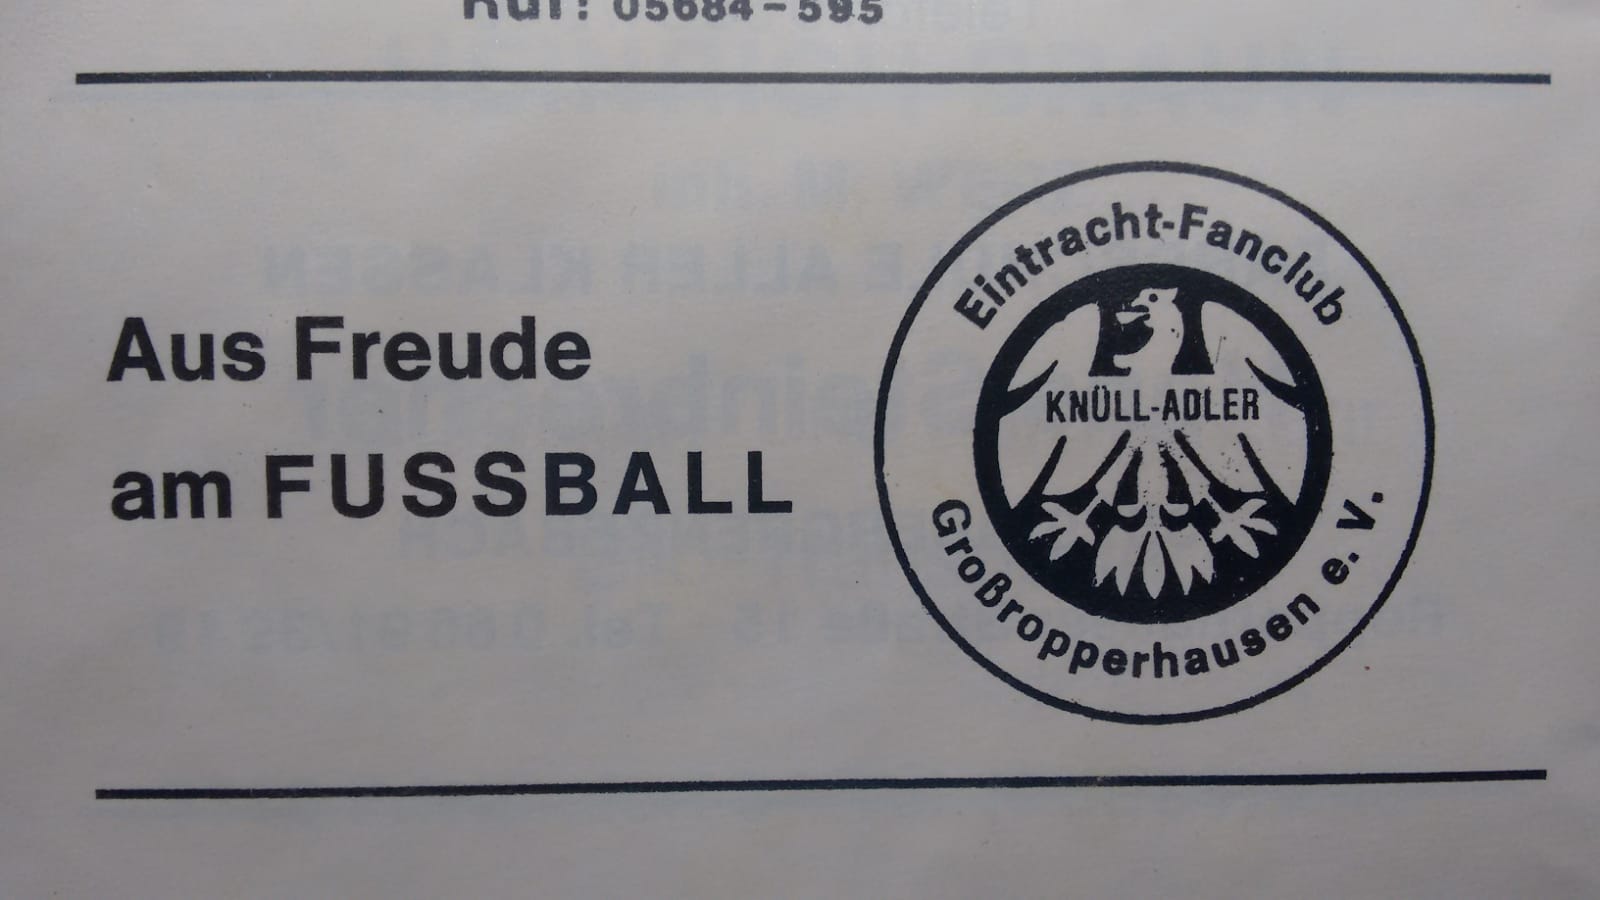 Ruf: 05684-595
Aus Freude
am FUSSBALL
Eintracht-Fanclub
KNÜLL-ADLER
Großropperhausen e. V.